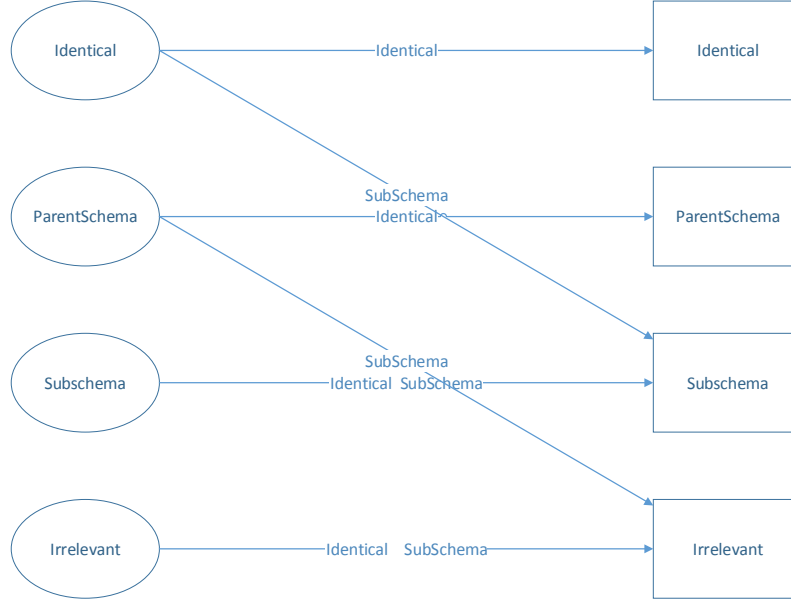 Identical Identical Identical
SubSchema
ParentSchema Identical ParentSchema
SubSchema
Subschema Identical SubSchema Subschema
Irrelevant Identical SubSchema Irrelevant